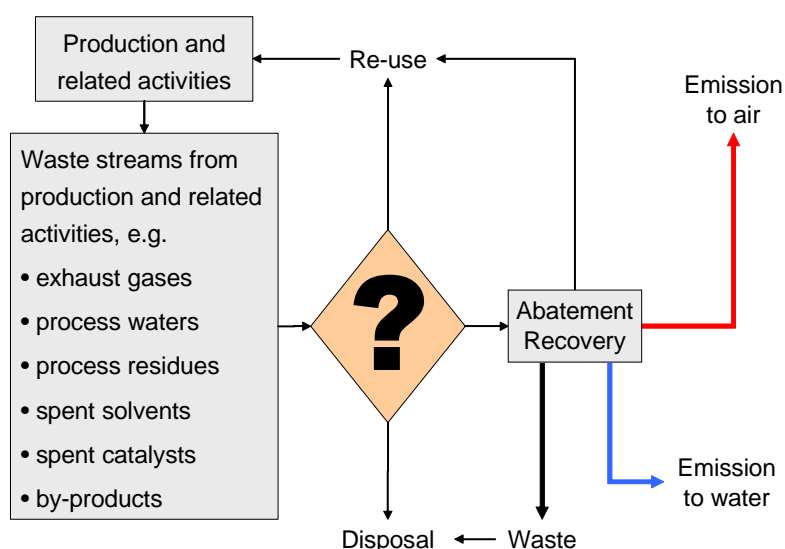 Production and
related activities
Re-use
Emission
to air
Waste streams from
production and related
activities, e.g.
• exhaust gases
• process waters
• process residues
• spent solvents
• spent catalysts
• by-products
?
Abatement
Recovery
Emission
to water
Disposal
Waste